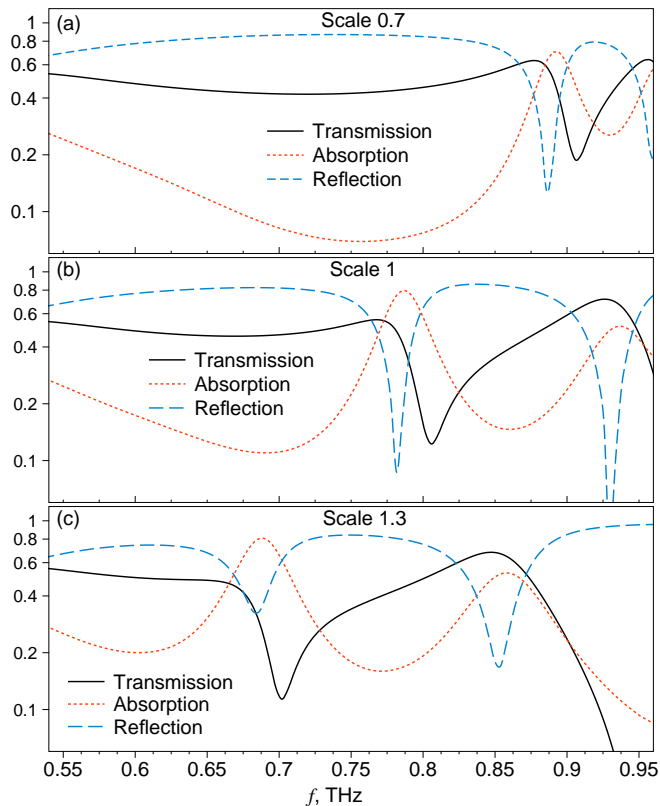 (a) Scale 0.7
1
0.8
0.6
0.4
0.2
0.1
Transmission
Absorption
Reflection
(b) Scale 1
1
0.8
0.6
0.4
0.2
0.1
Transmission
Absorption
Reflection
(c) Scale 1.3
1
0.8
0.6
0.4
0.2
0.1
Transmission
Absorption
Reflection
0.55 0.6 0.65 0.7 0.77 0.8 0.85 0.9 0.95
f, THz